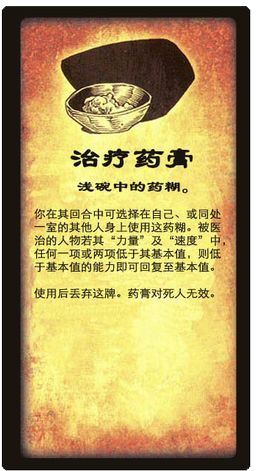 治疗药膏
浅碗中的药糊。
你在其回合中可选择在自己、或同处
一室的其他人身上使用这药糊。被医
治的人物若其“力量”及“速度”中,
任何一项或两项低于其基本值，则低
于基本值的能力即可回复至基本值。
使用后丢弃这牌。药膏对死人无效。